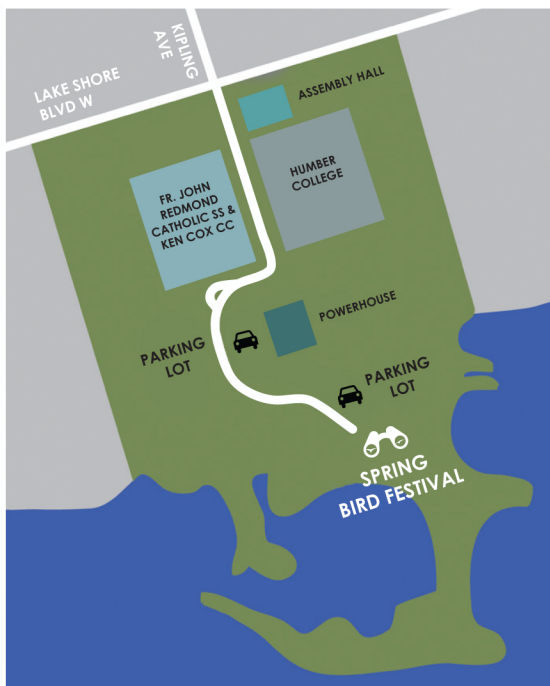 KIPLING
AVE
LAKE SHORE
BLVD W
ASSEMBLY HALL
HUMBER
COLLEGE
FR. JOHN
REDMOND
CATHOLIC SS &
KEN COX CC
POWERHOUSE
PARKING
LOT
PARKING
LOT
SPRING
BIRD FESTIVAL